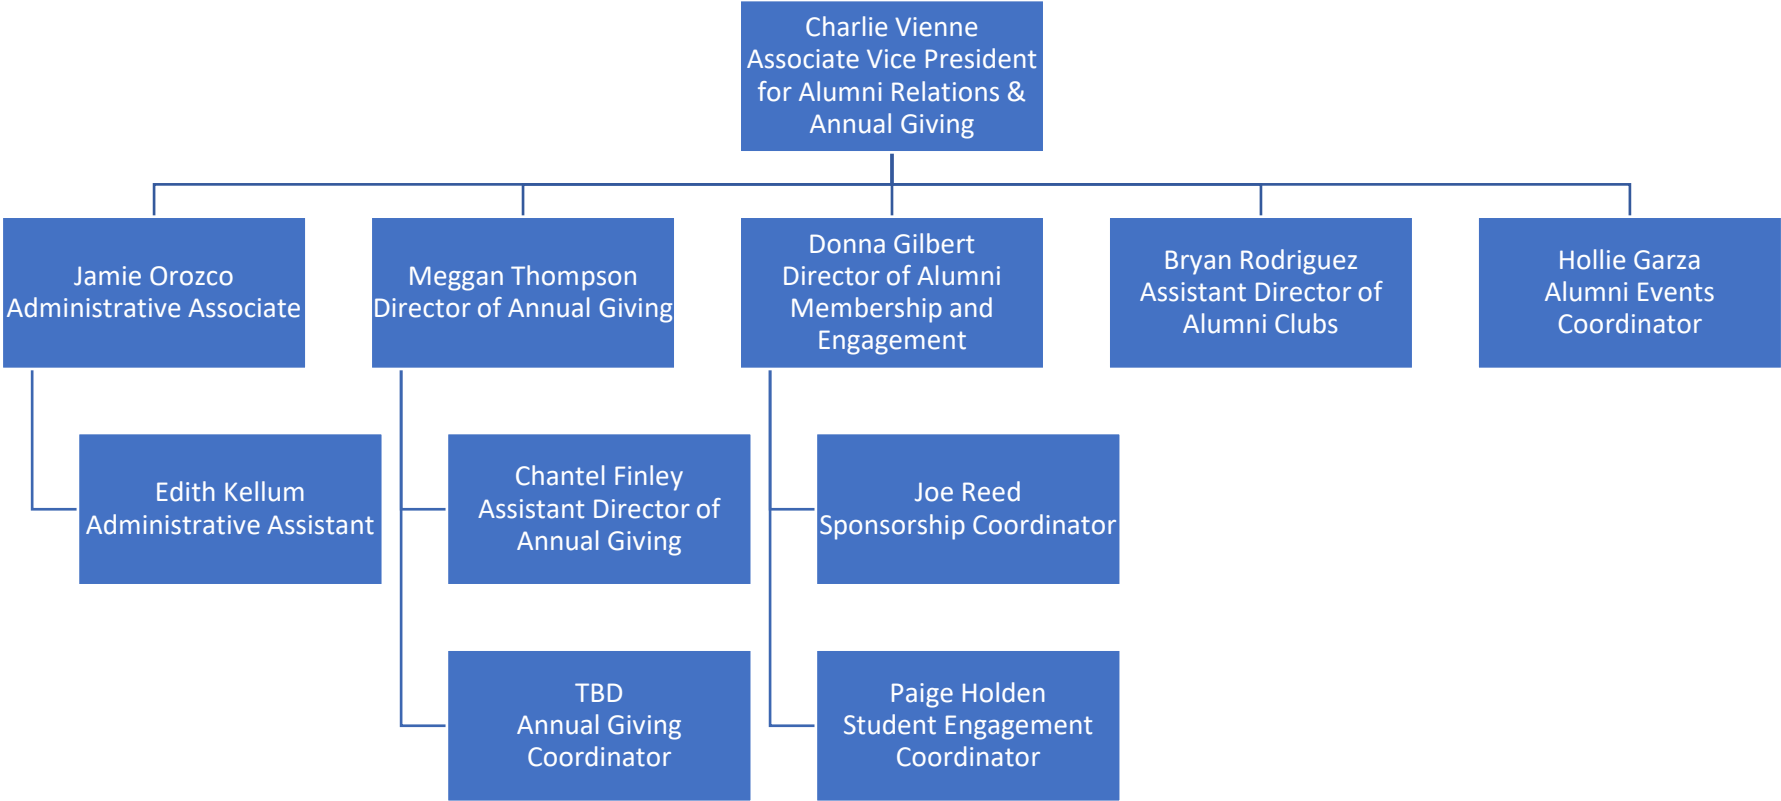 Charlie Vienne
Associate Vice President
for Alumni Relations &
Annual Giving
Jamie Orozco
Administrative Associate
Meggan Thompson
Director of Annual Giving
Donna Gilbert
Director of Alumni
Membership and
Engagement
Bryan Rodriguez
Assistant Director of
Alumni Clubs
Hollie Garza
Alumni Events
Coordinator
Edith Kellum
Administrative Assistant
Chantel Finley
Assistant Director of
Annual Giving
Joe Reed
Sponsorship Coordinator
TBD
Annual Giving
Coordinator
Paige Holden
Student Engagement
Coordinator